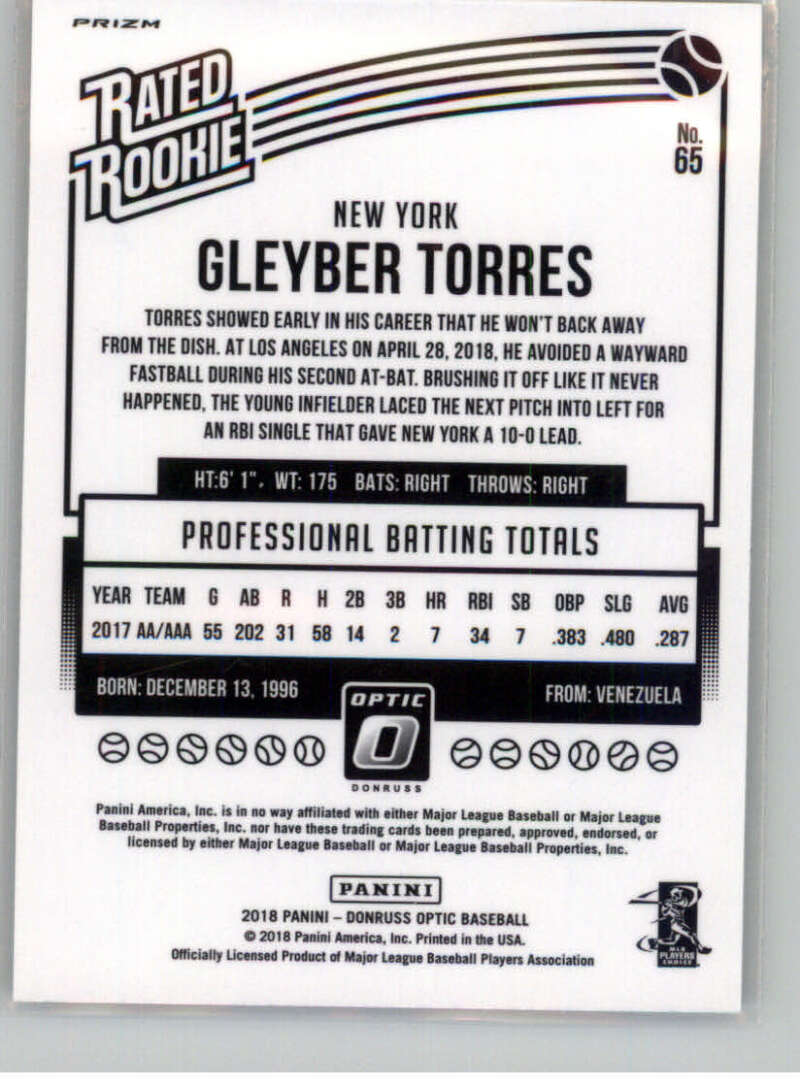 PRIZM
RATED
ROOKIE
No.
65
NEW YORK
GLEYBER TORRES
TORRES SHOWED EARLY IN HIS CAREER THAT HE WON'T BACK AWAY
FROM THE DISH. AT LOS ANGELES ON APRIL 28, 2018, HE AVOIDED A WAYWARD
FASTBALL DURING HIS SECOND AT-BAT. BRUSHING IT OFF LIKE IT NEVER
HAPPENED, THE YOUNG INFIELDER LACED THE NEXT PITCH INTO LEFT FOR
AN RBI SINGLE THAT GAVE NEW YORK A 10-0 LEAD.
HT:6' 1", WT: 175 BATS: RIGHT THROWS: RIGHT
PROFESSIONAL BATTING TOTALS
YEAR TEAM G AB R H 2B 3B HR RBI SB OBP SLG AVG
2017 AA/AAA 55 202 31 58 14 2 7 34 7 .383 .480 .287
BORN: DECEMBER 13, 1996 FROM: VENEZUELA
OPTIC
O
DONRUSS
Panini America, Inc. is in no way affiliated with either Major League Baseball or Major League
Baseball Properties, Inc. nor have these trading cards been prepared, approved, endorsed, or
licensed by either Major League Baseball or Major League Baseball Properties, Inc.
PANINI
2018 PANINI – DONRUSS OPTIC BASEBALL
© 2018 Panini America, Inc. Printed in the USA.
Officially Licensed Product of Major League Baseball Players Association
MLB
PLAYERS
CHOICE